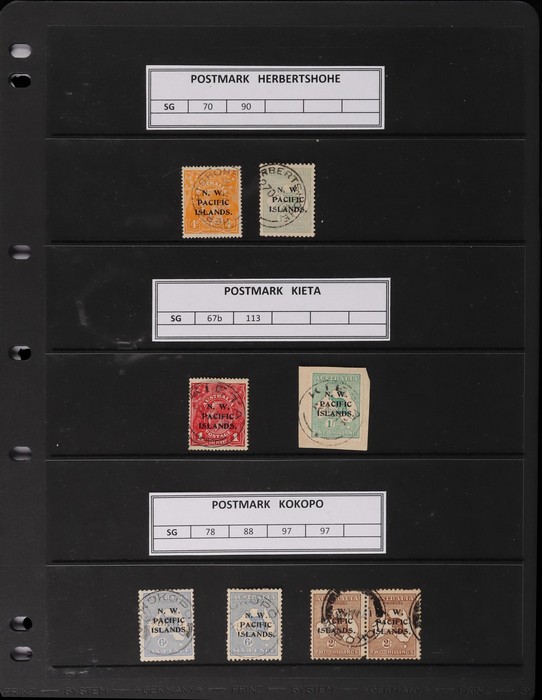 POSTMARK HERBERTSHOHE
SG 70 90
N. W. PACIFIC ISLANDS.
N. W. PACIFIC ISLANDS.
POSTMARK KIETA
SG 67b 113
N. W. PACIFIC ISLANDS.
N. W. PACIFIC ISLANDS.
POSTMARK KOKOPO
SG 78 88 97 97
N. W. PACIFIC ISLANDS.
N. W. PACIFIC ISLANDS.
N. W. PACIFIC ISLANDS.
N. W. PACIFIC ISLANDS.